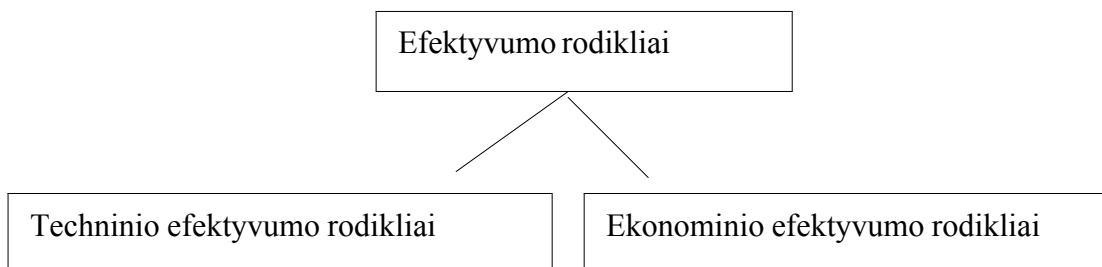 Efektyvumo rodikliai
Techninio efektyvumo rodikliai
Ekonominio efektyvumo rodikliai